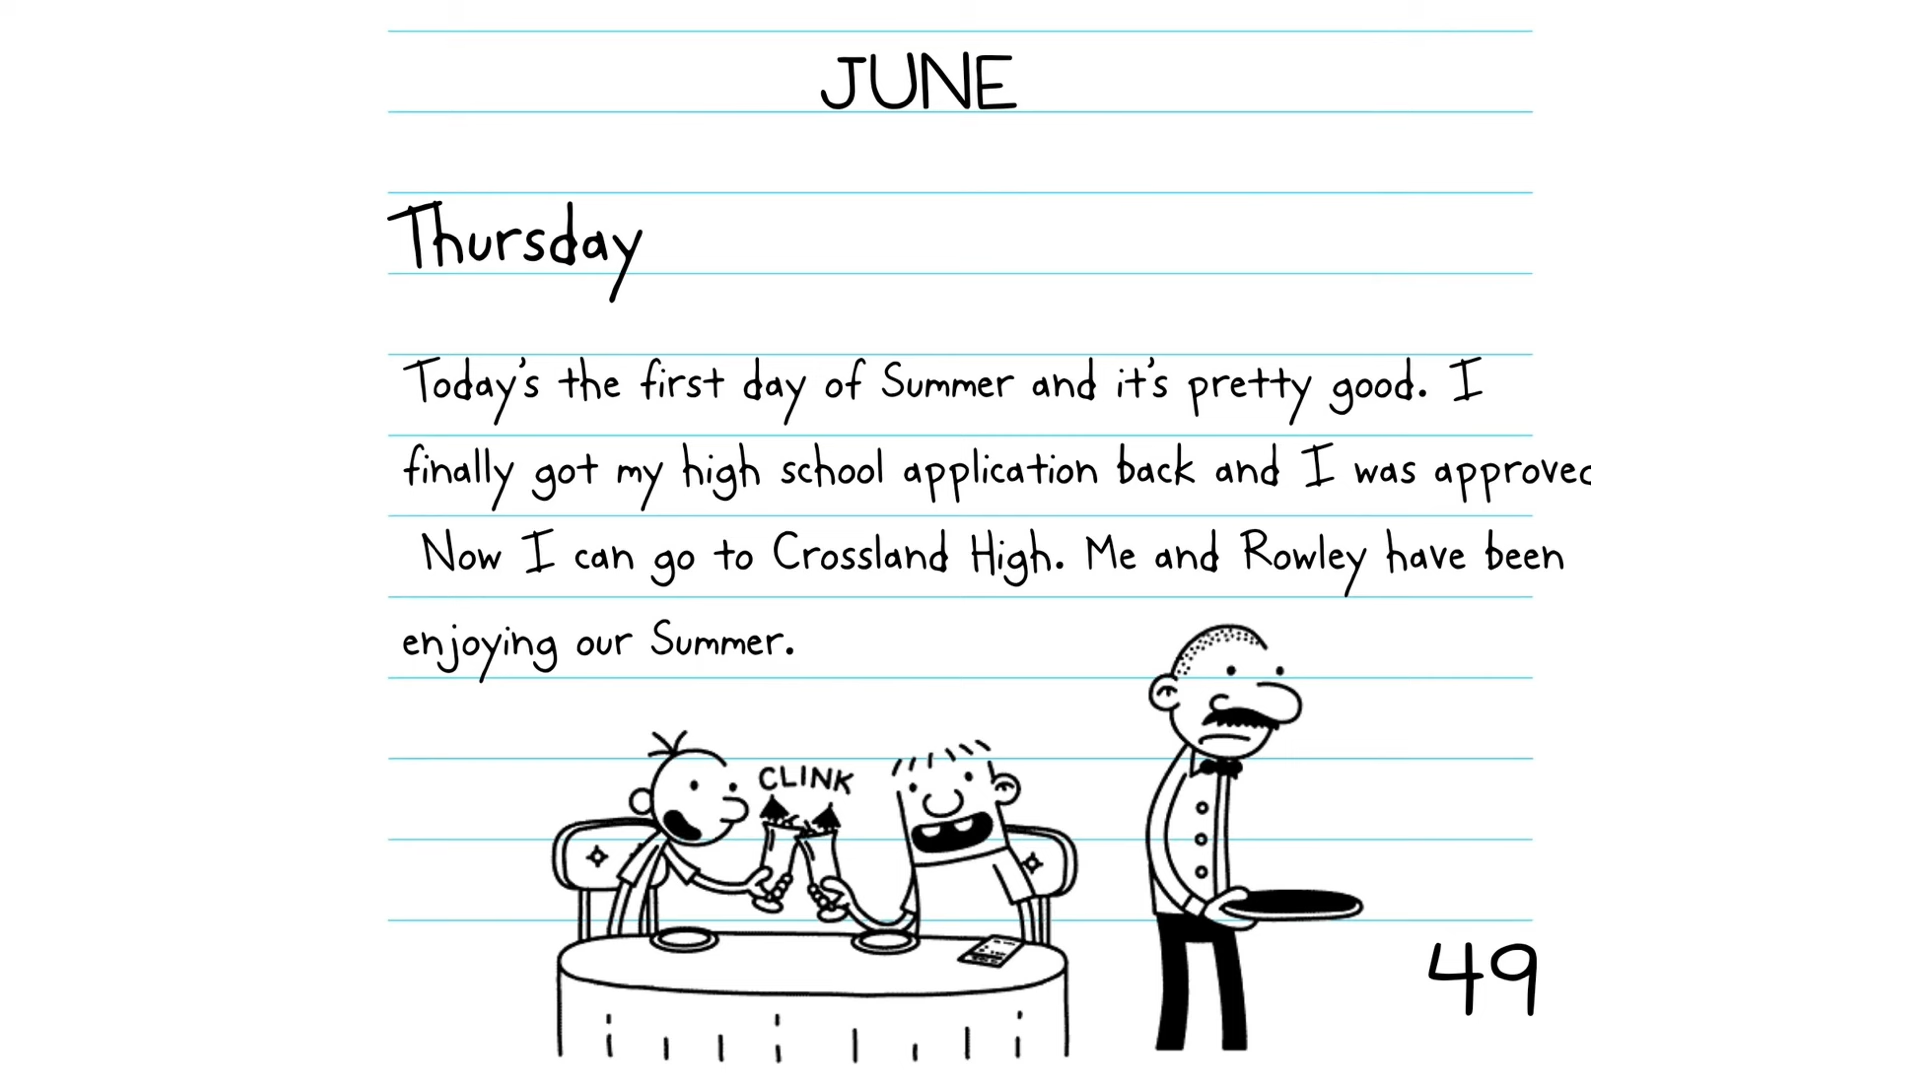 JUNE
Thursday
Today's the first day of Summer and it's pretty good. I
finally got my high school application back and I was approved
Now I can go to Crossland High. Me and Rowley have been
enjoying our Summer.
CLINK
49